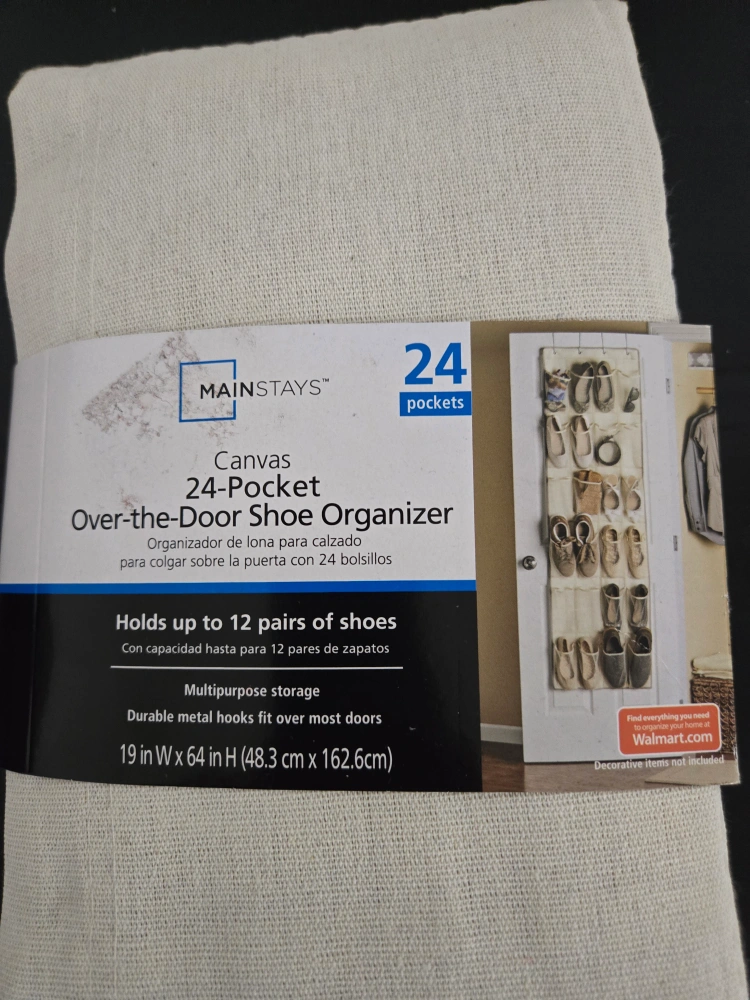 MAINSTAYS™
24
pockets
Canvas
24-Pocket
Over-the-Door Shoe Organizer
Organizador de lona para calzado
para colgar sobre la puerta con 24 bolsillos
Holds up to 12 pairs of shoes
Con capacidad hasta para 12 pares de zapatos
Multipurpose storage
Durable metal hooks fit over most doors
19 in W x 64 in H (48.3 cm x 162.6cm)
Find everything you need
to organize your home at
Walmart.com
Decorative items not included